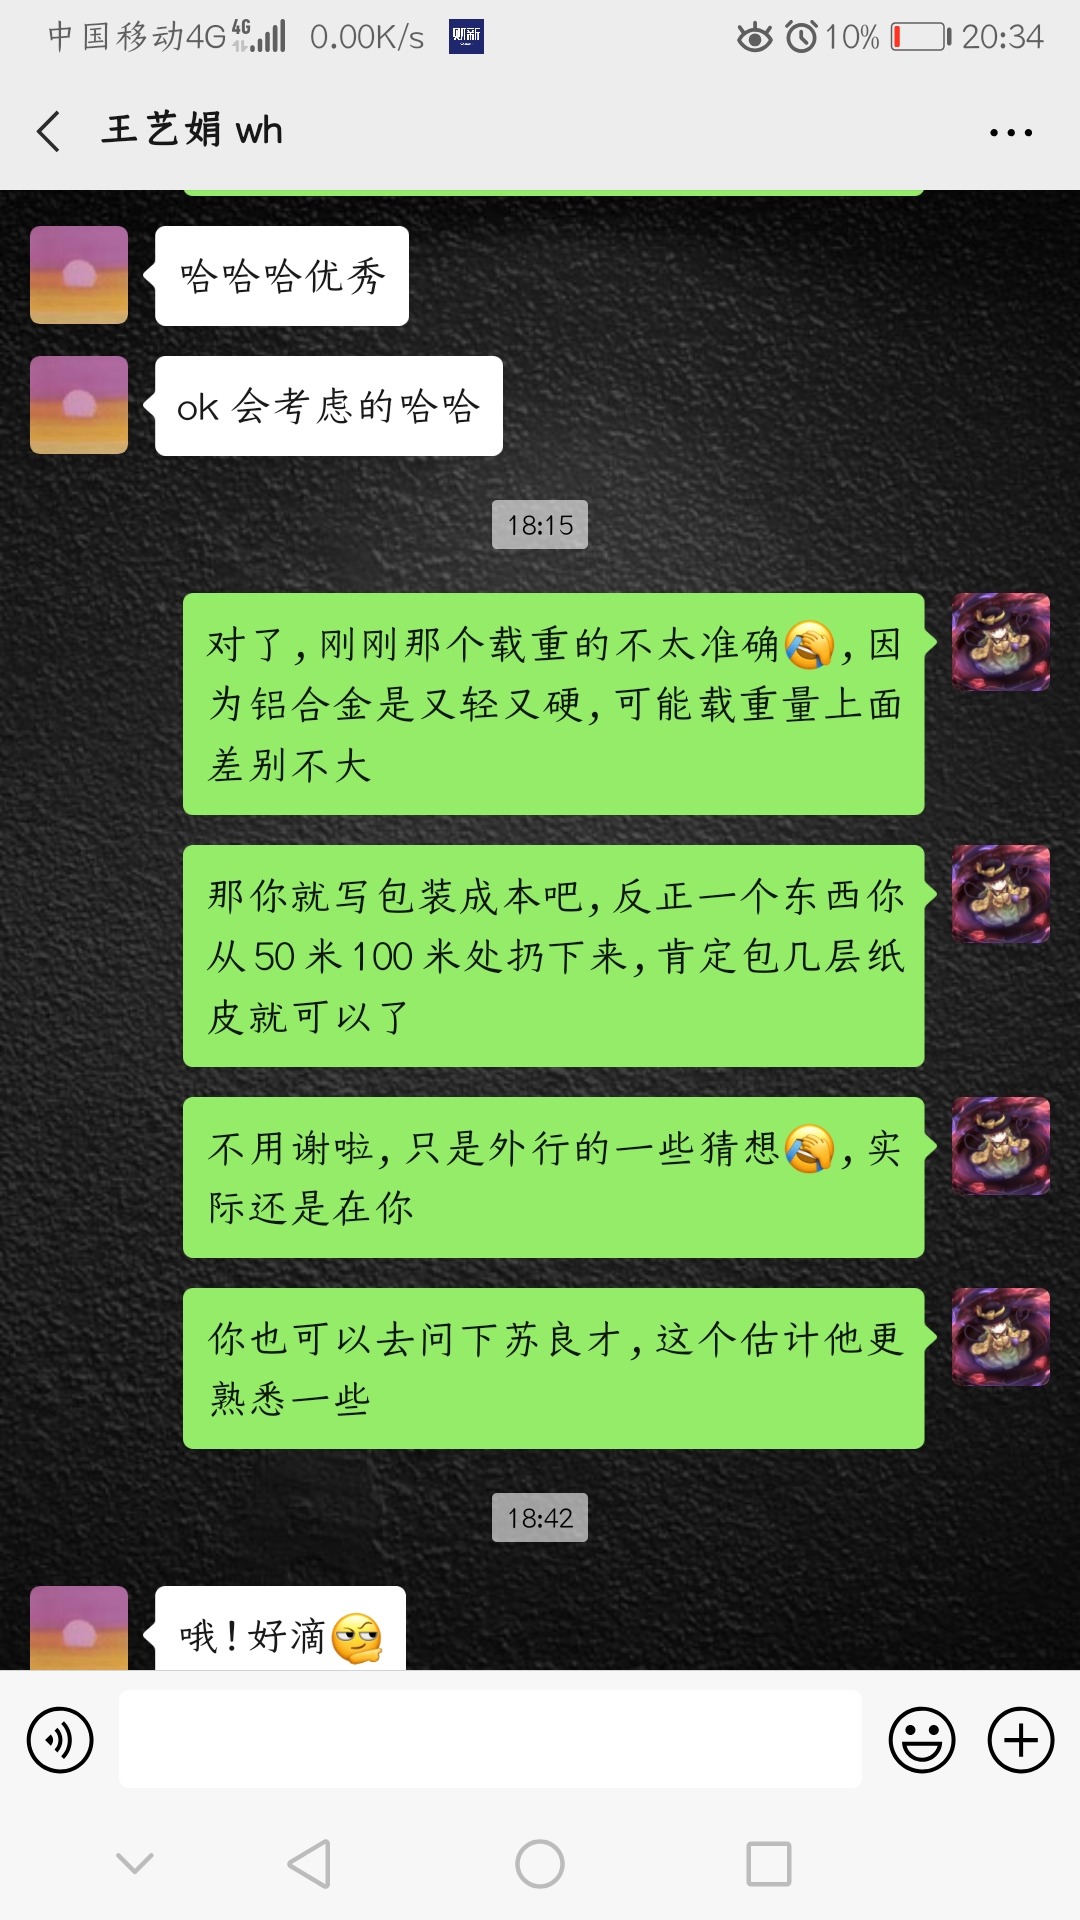 中国移动4G 4G 0.00K/s 财新 10% 20:34
王艺娟 wh
哈哈哈优秀
ok 会考虑的哈哈
18:15
对了,刚刚那个载重的不太准确🤦,因
为铝合金是又轻又硬,可能载重量上面
差别不大
那你就写包装成本吧,反正一个东西你
从50米100米处扔下来,肯定包几层纸
皮就可以了
不用谢啦,只是外行的一些猜想🤦,实
际还是在你
你也可以去问下苏良才,这个估计他更
熟悉一些
18:42
哦!好滴